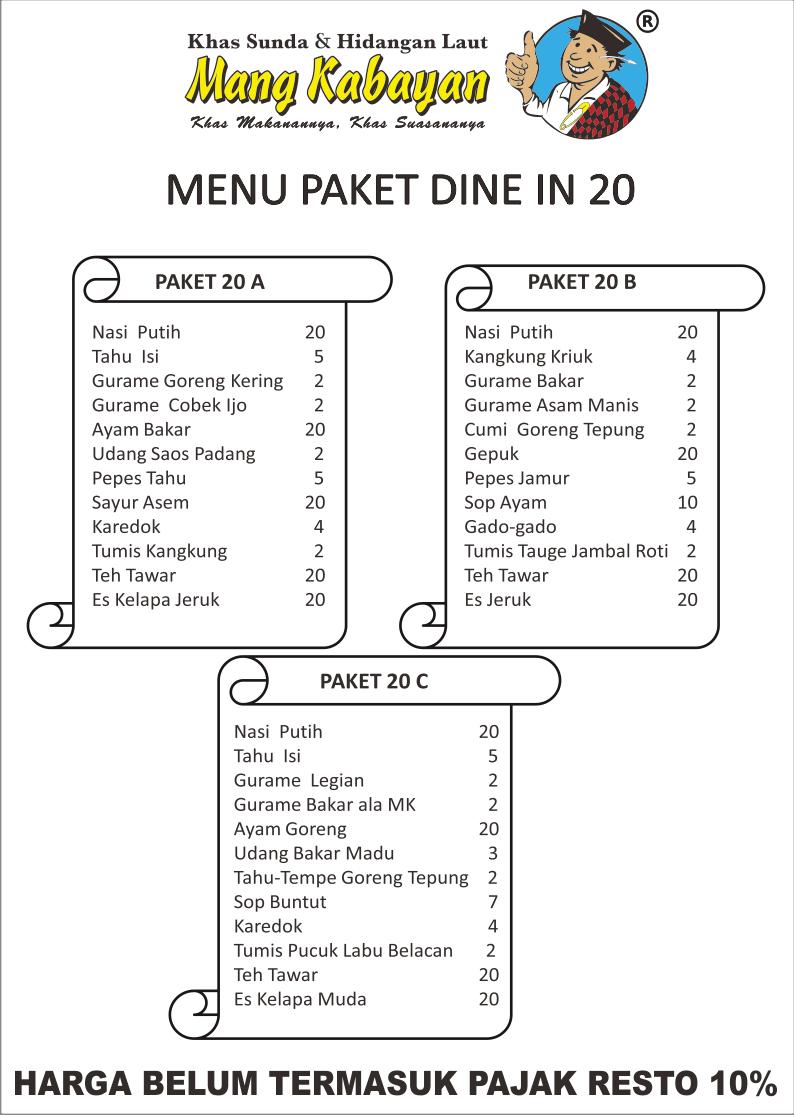 ®
Khas Sunda & Hidangan Laut
Mang Kabayan
Khas Makanannya, Khas Suasananya
MENU PAKET DINE IN 20
PAKET 20 A
Nasi Putih 20
Tahu Isi 5
Gurame Goreng Kering 2
Gurame Cobek Ijo 2
Ayam Bakar 20
Udang Saos Padang 2
Pepes Tahu 5
Sayur Asem 20
Karedok 4
Tumis Kangkung 2
Teh Tawar 20
Es Kelapa Jeruk 20
PAKET 20 B
Nasi Putih 20
Kangkung Kriuk 4
Gurame Bakar 2
Gurame Asam Manis 2
Cumi Goreng Tepung 2
Gepuk 20
Pepes Jamur 5
Sop Ayam 10
Gado-gado 4
Tumis Tauge Jambal Roti 2
Teh Tawar 20
Es Jeruk 20
PAKET 20 C
Nasi Putih 20
Tahu Isi 5
Gurame Legian 2
Gurame Bakar ala MK 2
Ayam Goreng 20
Udang Bakar Madu 3
Tahu-Tempe Goreng Tepung 2
Sop Buntut 7
Karedok 4
Tumis Pucuk Labu Belacan 2
Teh Tawar 20
Es Kelapa Muda 20
HARGA BELUM TERMASUK PAJAK RESTO 10%